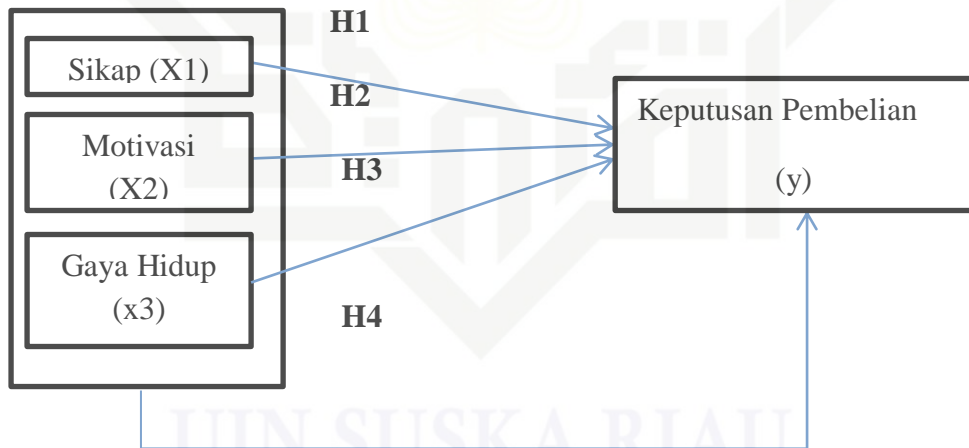 H1
Sikap (X1)
H2
Motivasi
(X2)
H3
Gaya Hidup
(x3)
H4
Keputusan Pembelian
(y)
UIN SUSKA RIAU